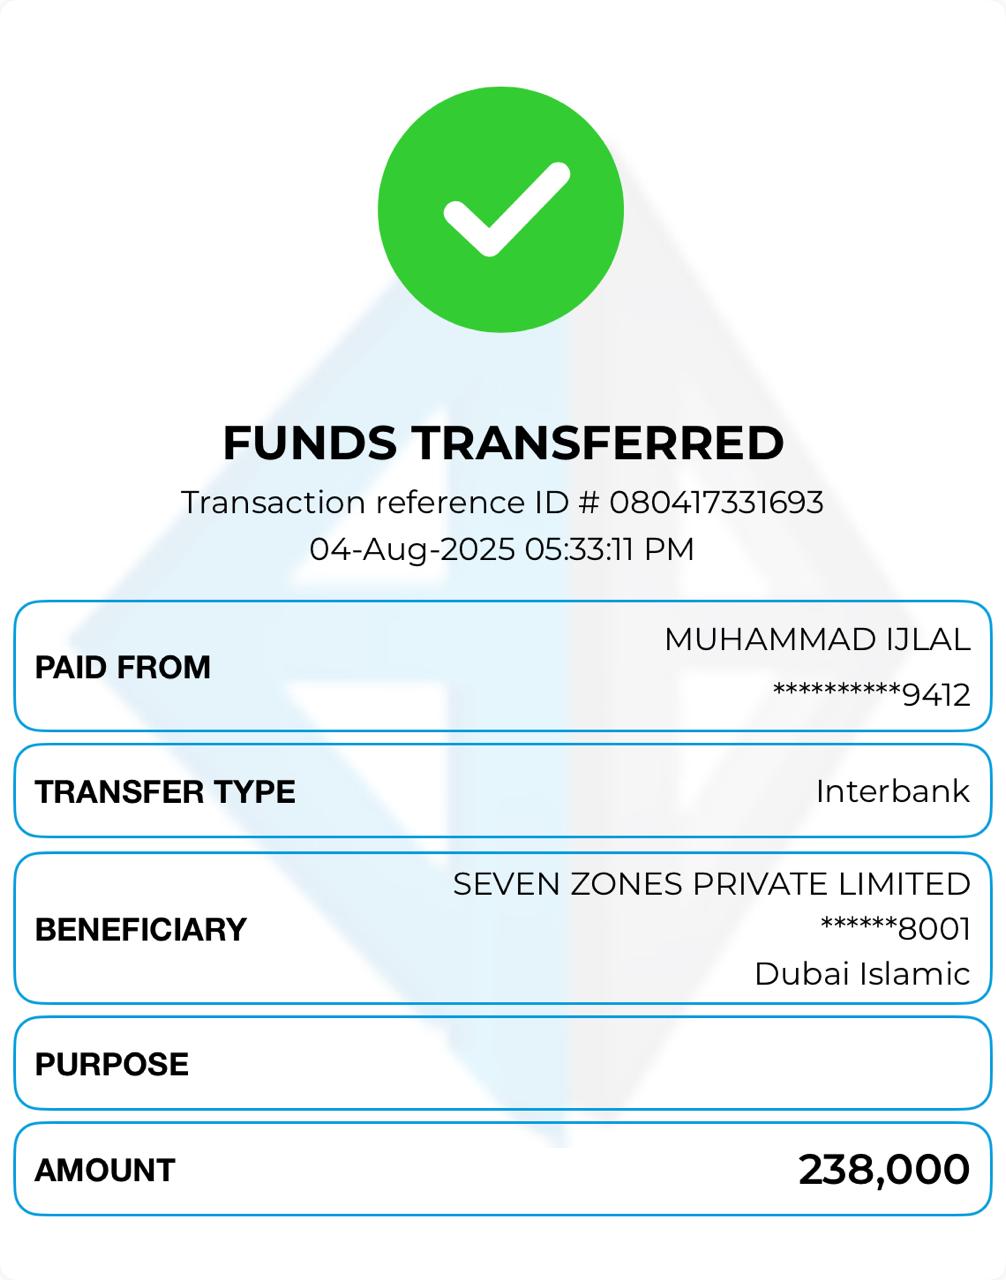 FUNDS TRANSFERRED
Transaction reference ID # 080417331693
04-Aug-2025 05:33:11 PM
PAID FROM
MUHAMMAD IJLAL
**********9412
TRANSFER TYPE
Interbank
BENEFICIARY
SEVEN ZONES PRIVATE LIMITED
******8001
Dubai Islamic
PURPOSE
AMOUNT
238,000